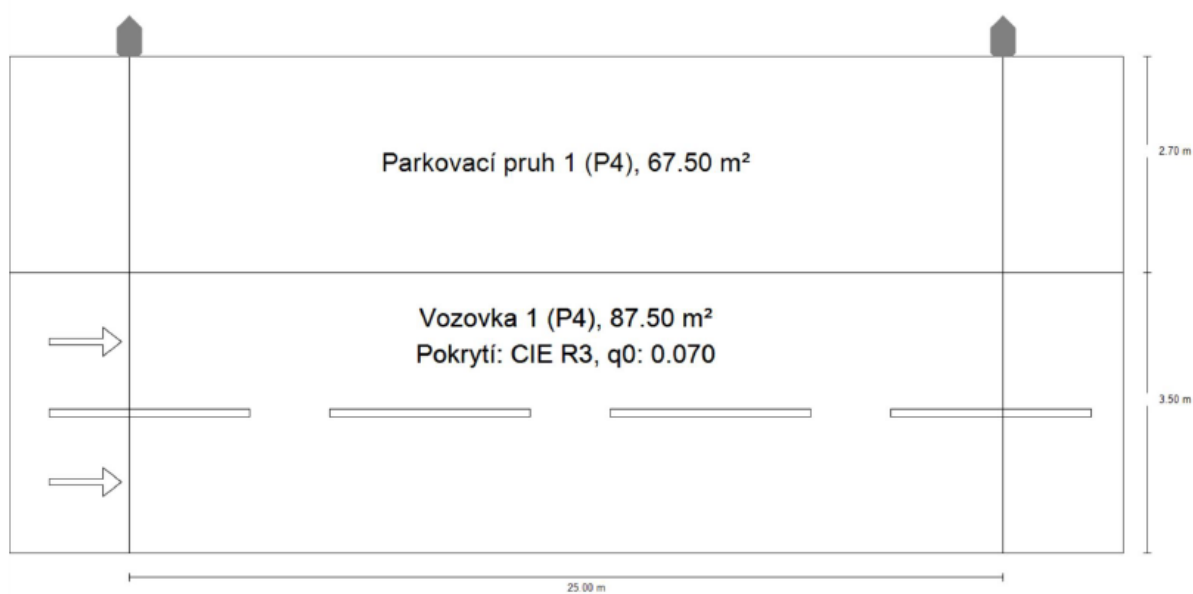 Parkovací pruh 1 (P4), 67.50 m²
2.70 m
Vozovka 1 (P4), 87.50 m²
Pokrytí: CIE R3, q0: 0.070
3.50 m
25.00 m